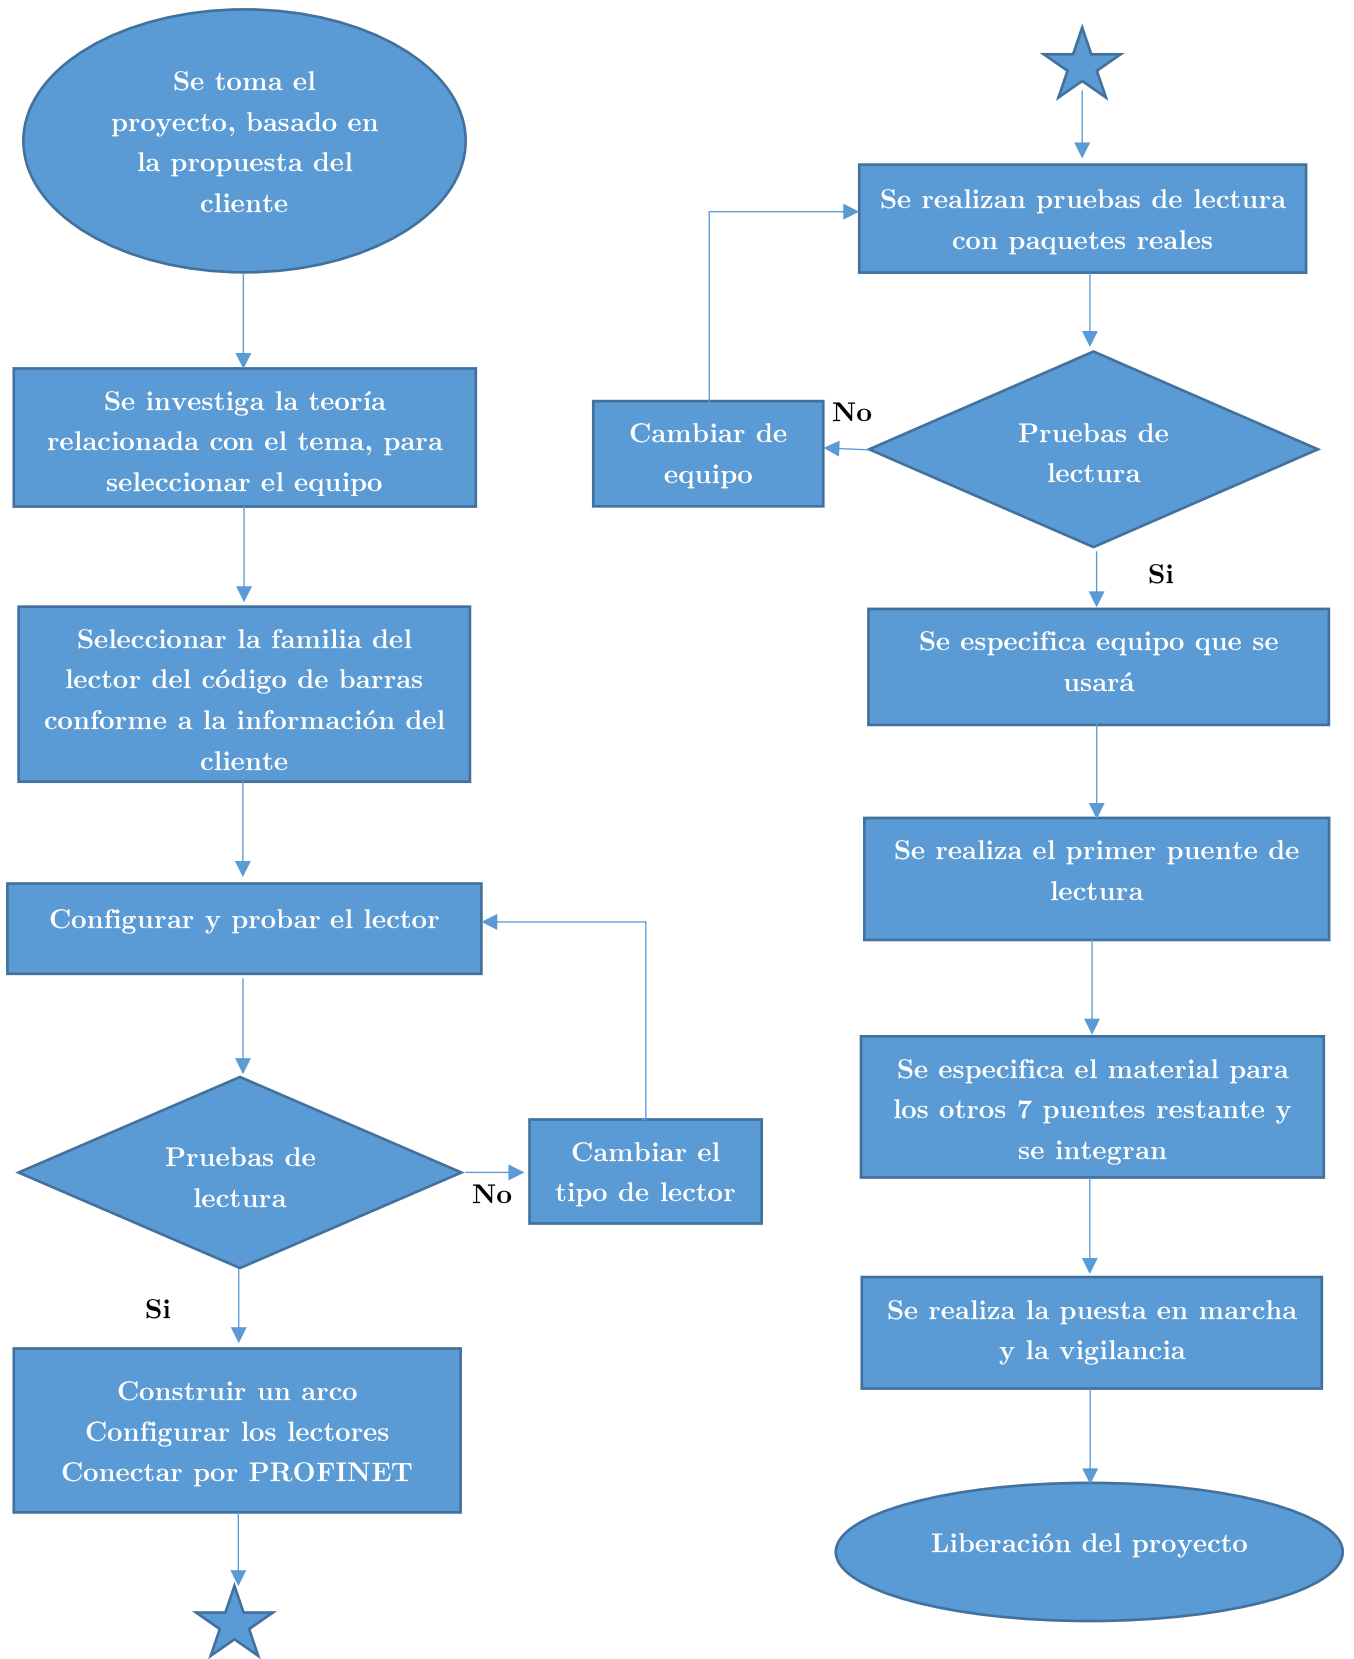 Se toma el
proyecto, basado en
la propuesta del
cliente
Se investiga la teoría
relacionada con el tema, para
seleccionar el equipo
Seleccionar la familia del
lector del código de barras
conforme a la información del
cliente
Configurar y probar el lector
Pruebas de
lectura
No
Cambiar el
tipo de lector
Si
Construir un arco
Configurar los lectores
Conectar por PROFINET
Se realizan pruebas de lectura
con paquetes reales
Pruebas de
lectura
No
Cambiar de
equipo
Si
Se especifica equipo que se
usará
Se realiza el primer puente de
lectura
Se especifica el material para
los otros 7 puentes restante y
se integran
Se realiza la puesta en marcha
y la vigilancia
Liberación del proyecto